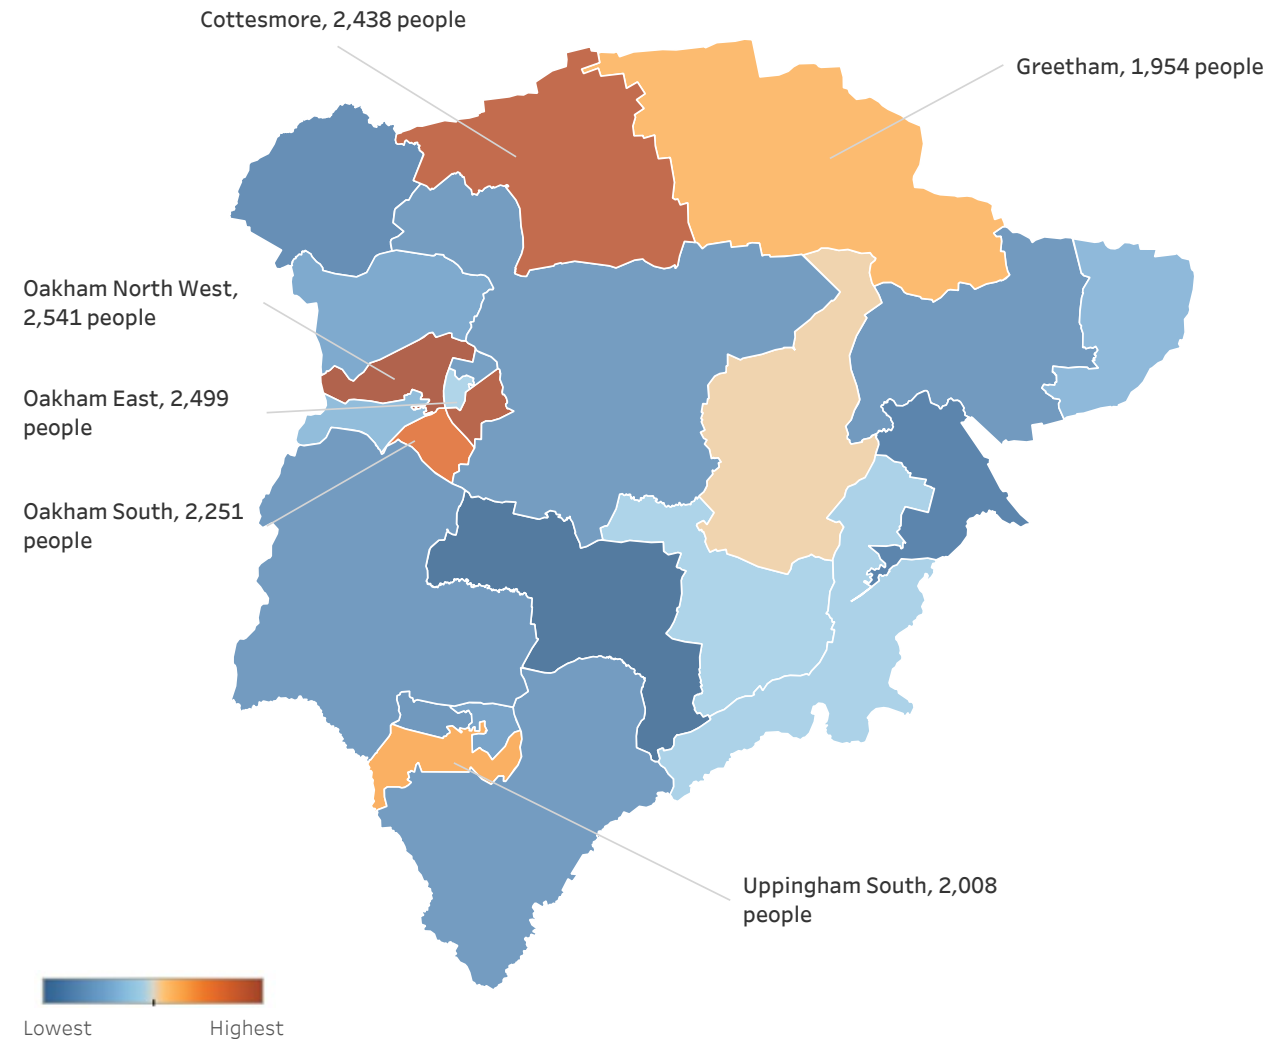 Cottesmore, 2,438 people
Greetham, 1,954 people
Oakham North West,
2,541 people
Oakham East, 2,499
people
Oakham South, 2,251
people
Uppingham South, 2,008
people
Lowest
Highest